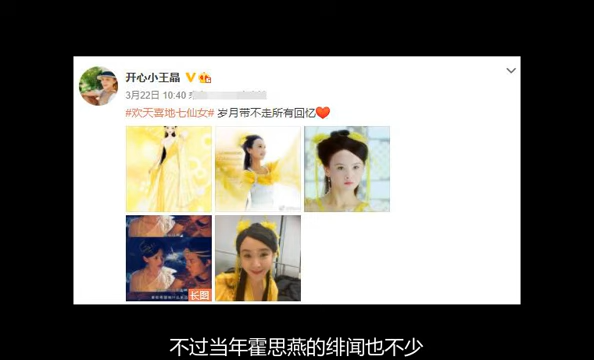 开心小王晶
3月22日 10:40
#欢天喜地七仙女# 岁月带不走所有回忆
长图
不过当年霍思燕的绯闻也不少